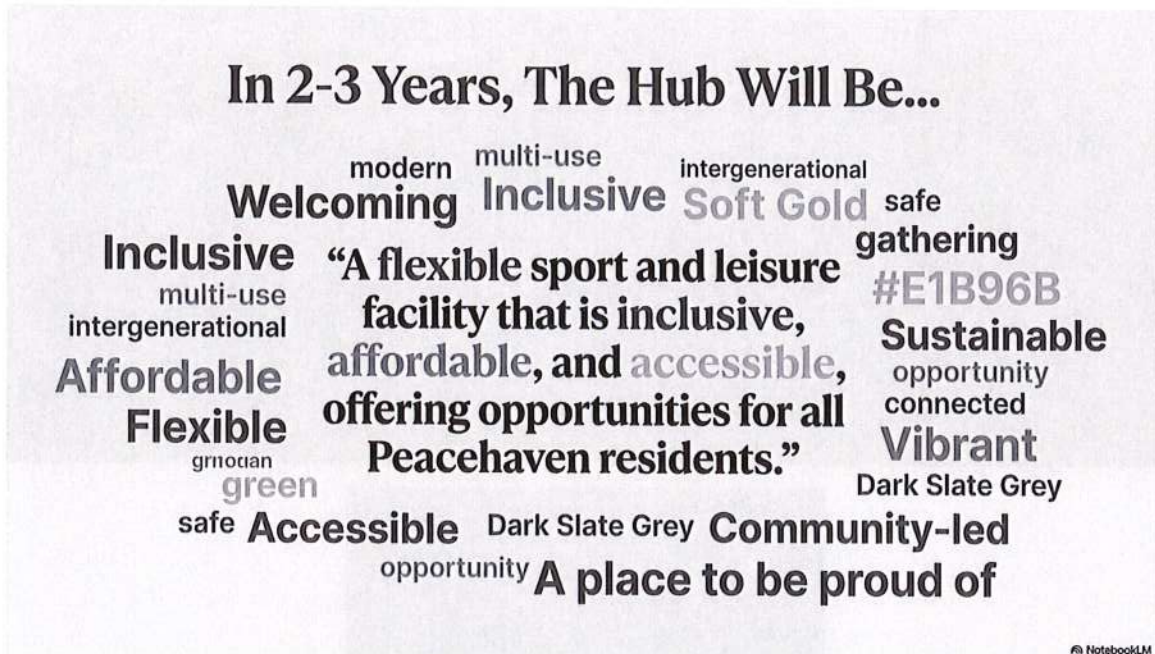 In 2-3 Years, The Hub Will Be...
modern multi-use intergenerational
Welcoming Inclusive Soft Gold safe
gathering
Inclusive
multi-use
intergenerational
Affordable
Flexible
grnocian
green
“A flexible sport and leisure
facility that is inclusive,
affordable, and accessible,
offering opportunities for all
Peacehaven residents.”
#E1B96B
Sustainable
opportunity
connected
Vibrant
Dark Slate Grey
safe Accessible Dark Slate Grey Community-led
opportunity A place to be proud of
NotebookLM